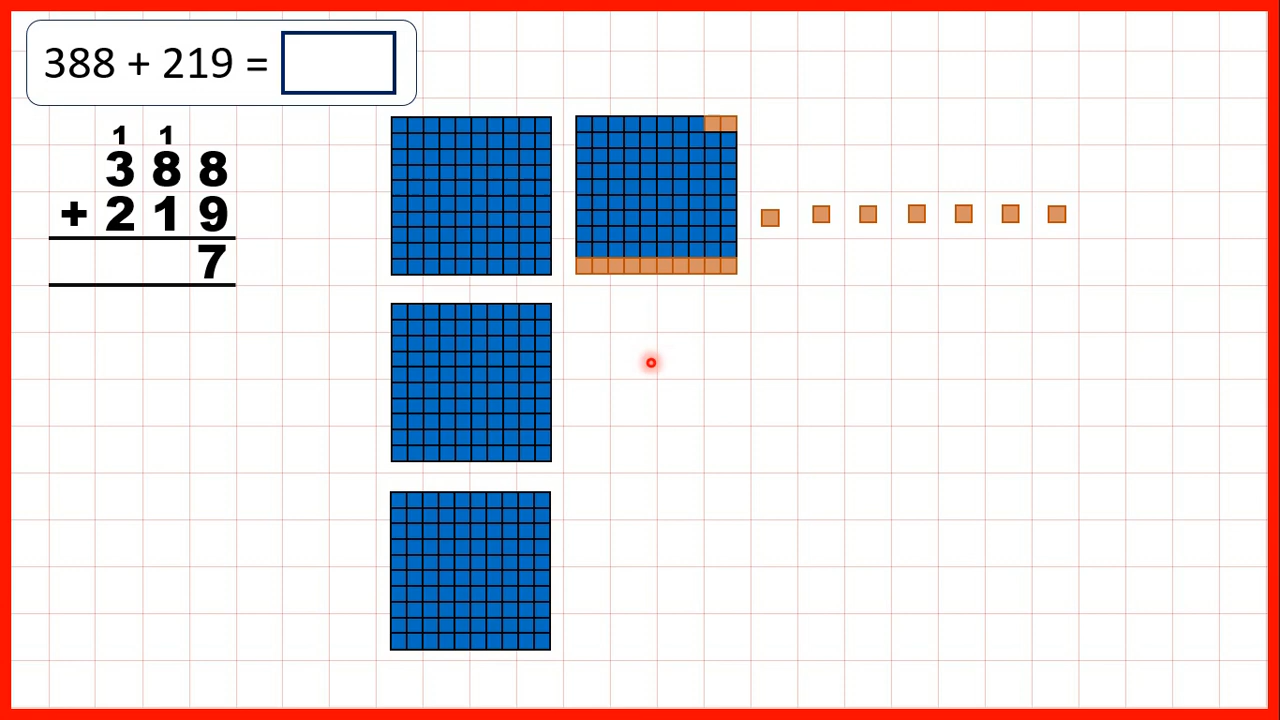 388 + 219 =
1 1
3 8 8
+ 2 1 9
7